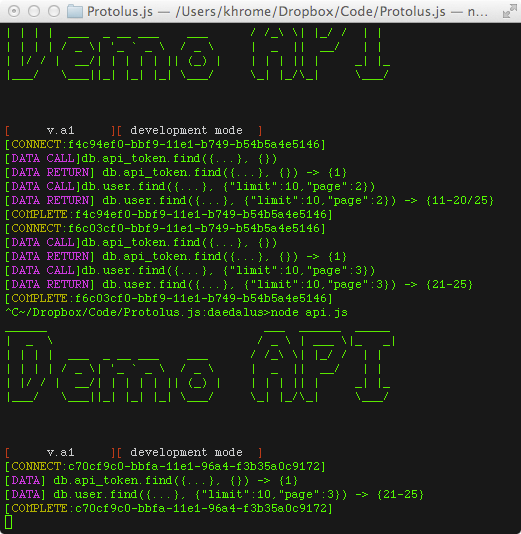 Protolus.js — /Users/khrome/Dropbox/Code/Protolus.js — n...
Demo API
[     v.a1     ][ development mode  ]
[CONNECT:f4c94ef0-bbf9-11e1-b749-b54b5a4e5146]
[DATA CALL]db.api_token.find({...}, {})
[DATA RETURN] db.api_token.find({...}, {}) -> {1}
[DATA CALL]db.user.find({...}, {"limit":10,"page":2})
[DATA RETURN] db.user.find({...}, {"limit":10,"page":2}) -> {11-20/25}
[COMPLETE:f4c94ef0-bbf9-11e1-b749-b54b5a4e5146]
[CONNECT:f6c03cf0-bbf9-11e1-b749-b54b5a4e5146]
[DATA CALL]db.api_token.find({...}, {})
[DATA RETURN] db.api_token.find({...}, {}) -> {1}
[DATA CALL]db.user.find({...}, {"limit":10,"page":3})
[DATA RETURN] db.user.find({...}, {"limit":10,"page":3}) -> {21-25}
[COMPLETE:f6c03cf0-bbf9-11e1-b749-b54b5a4e5146]
^C~/Dropbox/Code/Protolus.js:daedalus>node api.js
Demo API
[     v.a1     ][ development mode  ]
[CONNECT:c70cf9c0-bbfa-11e1-96a4-f3b35a0c9172]
[DATA] db.api_token.find({...}, {}) -> {1}
[DATA] db.user.find({...}, {"limit":10,"page":3}) -> {21-25}
[COMPLETE:c70cf9c0-bbfa-11e1-96a4-f3b35a0c9172]